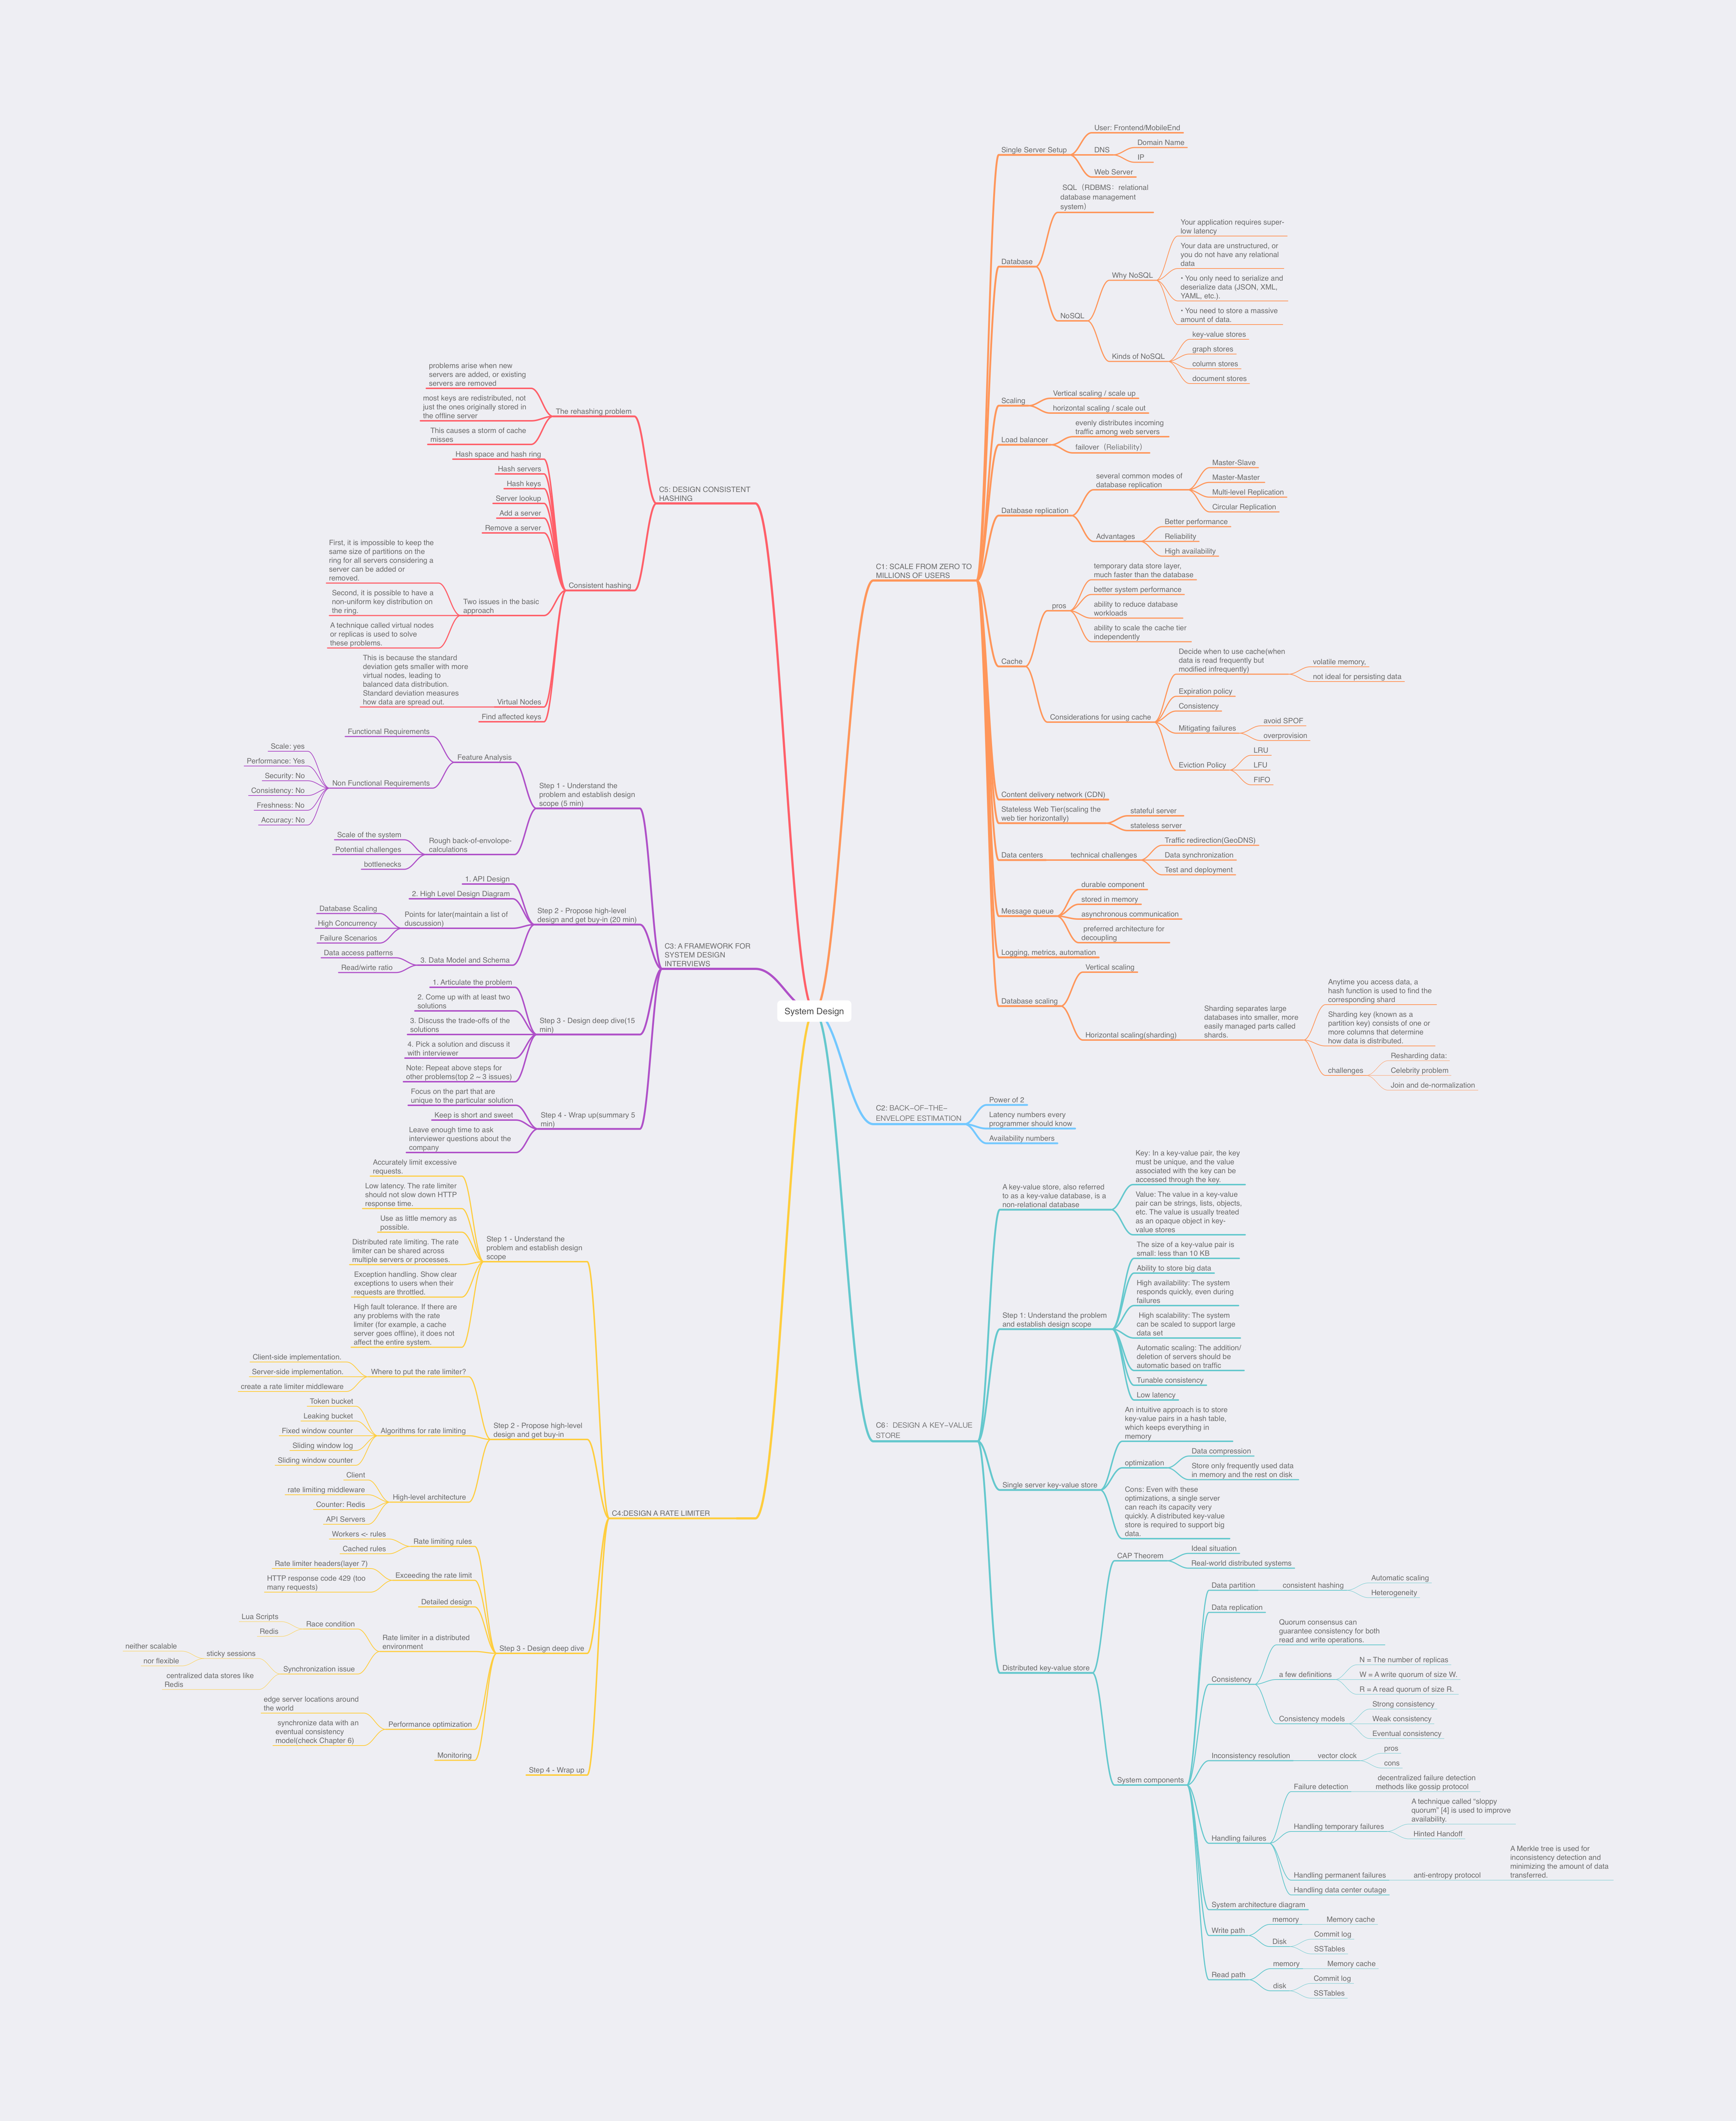 System Design
C1: SCALE FROM ZERO TO
MILLIONS OF USERS
Single Server Setup
User: Frontend/MobileEnd
DNS
Domain Name
IP
Web Server
Database
SQL（RDBMS：relational
database management
system）
NoSQL
Why NoSQL
Your application requires super-
low latency
Your data are unstructured, or
you do not have any relational
data
• You only need to serialize and
deserialize data (JSON, XML,
YAML, etc.).
• You need to store a massive
amount of data.
Kinds of NoSQL
key-value stores
graph stores
column stores
document stores
Scaling
Vertical scaling / scale up
horizontal scaling / scale out
Load balancer
evenly distributes incoming
traffic among web servers
failover（Reliability）
Database replication
several common modes of
database replication
Master-Slave
Master-Master
Multi-level Replication
Circular Replication
Advantages
Better performance
Reliability
High availability
Cache
pros
temporary data store layer,
much faster than the database
better system performance
ability to reduce database
workloads
ability to scale the cache tier
independently
Considerations for using cache
Decide when to use cache(when
data is read frequently but
modified infrequently)
volatile memory,
not ideal for persisting data
Expiration policy
Consistency
Mitigating failures
avoid SPOF
overprovision
Eviction Policy
LRU
LFU
FIFO
Content delivery network (CDN)
Stateless Web Tier(scaling the
web tier horizontally)
stateful server
stateless server
Data centers
technical challenges
Traffic redirection(GeoDNS)
Data synchronization
Test and deployment
Message queue
durable component
stored in memory
asynchronous communication
preferred architecture for
decoupling
Logging, metrics, automation
Database scaling
Vertical scaling
Horizontal scaling(sharding)
Sharding separates large
databases into smaller, more
easily managed parts called
shards.
Anytime you access data, a
hash function is used to find the
corresponding shard
Sharding key (known as a
partition key) consists of one or
more columns that determine
how data is distributed.
challenges
Resharding data:
Celebrity problem
Join and de-normalization
C2: BACK-OF-THE-
ENVELOPE ESTIMATION
Power of 2
Latency numbers every
programmer should know
Availability numbers
C6：DESIGN A KEY-VALUE
STORE
A key-value store, also referred
to as a key-value database, is a
non-relational database
Key: In a key-value pair, the key
must be unique, and the value
associated with the key can be
accessed through the key.
Value: The value in a key-value
pair can be strings, lists, objects,
etc. The value is usually treated
as an opaque object in key-
value stores
Step 1: Understand the problem
and establish design scope
The size of a key-value pair is
small: less than 10 KB
Ability to store big data
High availability: The system
responds quickly, even during
failures
High scalability: The system
can be scaled to support large
data set
Automatic scaling: The addition/
deletion of servers should be
automatic based on traffic
Tunable consistency
Low latency
Single server key-value store
An intuitive approach is to store
key-value pairs in a hash table,
which keeps everything in
memory
optimization
Data compression
Store only frequently used data
in memory and the rest on disk
Cons: Even with these
optimizations, a single server
can reach its capacity very
quickly. A distributed key-value
store is required to support big
data.
Distributed key-value store
CAP Theorem
Ideal situation
Real-world distributed systems
System components
Data partition
consistent hashing
Automatic scaling
Heterogeneity
Data replication
Consistency
Quorum consensus can
guarantee consistency for both
read and write operations.
a few definitions
N = The number of replicas
W = A write quorum of size W.
R = A read quorum of size R.
Consistency models
Strong consistency
Weak consistency
Eventual consistency
Inconsistency resolution
vector clock
pros
cons
Handling failures
Failure detection
decentralized failure detection
methods like gossip protocol
Handling temporary failures
A technique called “sloppy
quorum” [4] is used to improve
availability.
Hinted Handoff
Handling permanent failures
anti-entropy protocol
A Merkle tree is used for
inconsistency detection and
minimizing the amount of data
transferred.
Handling data center outage
System architecture diagram
Write path
memory
Memory cache
Disk
Commit log
SSTables
Read path
memory
Memory cache
disk
Commit log
SSTables
C5: DESIGN CONSISTENT
HASHING
The rehashing problem
problems arise when new
servers are added, or existing
servers are removed
most keys are redistributed, not
just the ones originally stored in
the offline server
This causes a storm of cache
misses
Consistent hashing
Hash space and hash ring
Hash servers
Hash keys
Server lookup
Add a server
Remove a server
Two issues in the basic
approach
First, it is impossible to keep the
same size of partitions on the
ring for all servers considering a
server can be added or
removed.
Second, it is possible to have a
non-uniform key distribution on
the ring.
A technique called virtual nodes
or replicas is used to solve
these problems.
Virtual Nodes
This is because the standard
deviation gets smaller with more
virtual nodes, leading to
balanced data distribution.
Standard deviation measures
how data are spread out.
Find affected keys
C3: A FRAMEWORK FOR
SYSTEM DESIGN
INTERVIEWS
Step 1 - Understand the
problem and establish design
scope (5 min)
Feature Analysis
Functional Requirements
Non Functional Requirements
Scale: yes
Performance: Yes
Security: No
Consistency: No
Freshness: No
Accuracy: No
Rough back-of-envolope-
calculations
Scale of the system
Potential challenges
bottlenecks
Step 2 - Propose high-level
design and get buy-in (20 min)
1. API Design
2. High Level Design Diagram
Points for later(maintain a list of
duscussion)
Database Scaling
High Concurrency
Failure Scenarios
3. Data Model and Schema
Data access patterns
Read/wirte ratio
Step 3 - Design deep dive(15
min)
1. Articulate the problem
2. Come up with at least two
solutions
3. Discuss the trade-offs of the
solutions
4. Pick a solution and discuss it
with interviewer
Note: Repeat above steps for
other problems(top 2 – 3 issues)
Step 4 - Wrap up(summary 5
min)
Focus on the part that are
unique to the particular solution
Keep is short and sweet
Leave enough time to ask
interviewer questions about the
company
C4:DESIGN A RATE LIMITER
Step 1 - Understand the
problem and establish design
scope
Accurately limit excessive
requests.
Low latency. The rate limiter
should not slow down HTTP
response time.
Use as little memory as
possible.
Distributed rate limiting. The rate
limiter can be shared across
multiple servers or processes.
Exception handling. Show clear
exceptions to users when their
requests are throttled.
High fault tolerance. If there are
any problems with the rate
limiter (for example, a cache
server goes offline), it does not
affect the entire system.
Step 2 - Propose high-level
design and get buy-in
Where to put the rate limiter?
Client-side implementation.
Server-side implementation.
create a rate limiter middleware
Algorithms for rate limiting
Token bucket
Leaking bucket
Fixed window counter
Sliding window log
Sliding window counter
High-level architecture
Client
rate limiting middleware
Counter: Redis
API Servers
Step 3 - Design deep dive
Rate limiting rules
Workers <- rules
Cached rules
Exceeding the rate limit
Rate limiter headers(layer 7)
HTTP response code 429 (too
many requests)
Detailed design
Rate limiter in a distributed
environment
Race condition
Lua Scripts
Redis
Synchronization issue
sticky sessions
neither scalable
nor flexible
centralized data stores like
Redis
Performance optimization
edge server locations around
the world
synchronize data with an
eventual consistency
model(check Chapter 6)
Monitoring
Step 4 - Wrap up